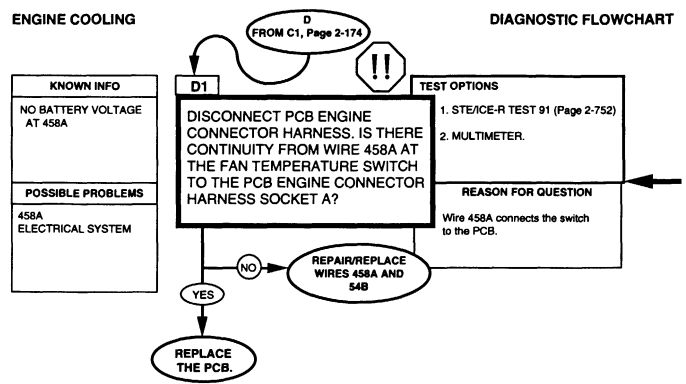 ENGINE COOLING
DIAGNOSTIC FLOWCHART
D
FROM C1, Page 2-174
!!
KNOWN INFO
NO BATTERY VOLTAGE
AT 458A
POSSIBLE PROBLEMS
458A
ELECTRICAL SYSTEM
D1
DISCONNECT PCB ENGINE
CONNECTOR HARNESS. IS THERE
CONTINUITY FROM WIRE 458A AT
THE FAN TEMPERATURE SWITCH
TO THE PCB ENGINE CONNECTOR
HARNESS SOCKET A?
TEST OPTIONS
1. STE/ICE-R TEST 91 (Page 2-752)
2. MULTIMETER.
REASON FOR QUESTION
Wire 458A connects the switch
to the PCB.
NO
REPAIR/REPLACE
WIRES 458A AND
54B
YES
REPLACE
THE PCB.